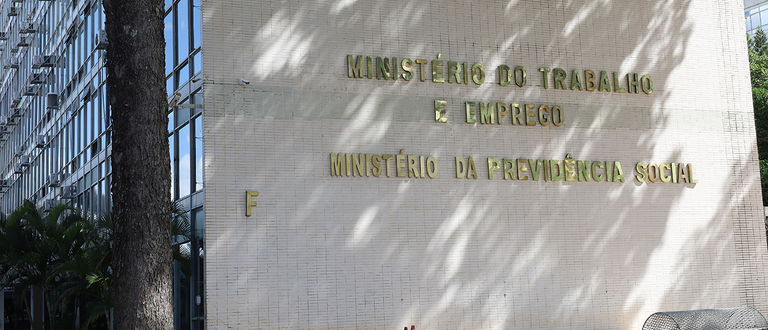 MINISTÉRIO DO TRABALHO
E EMPREGO
MINISTÉRIO DA PREVIDÊNCIA SOCIAL
F